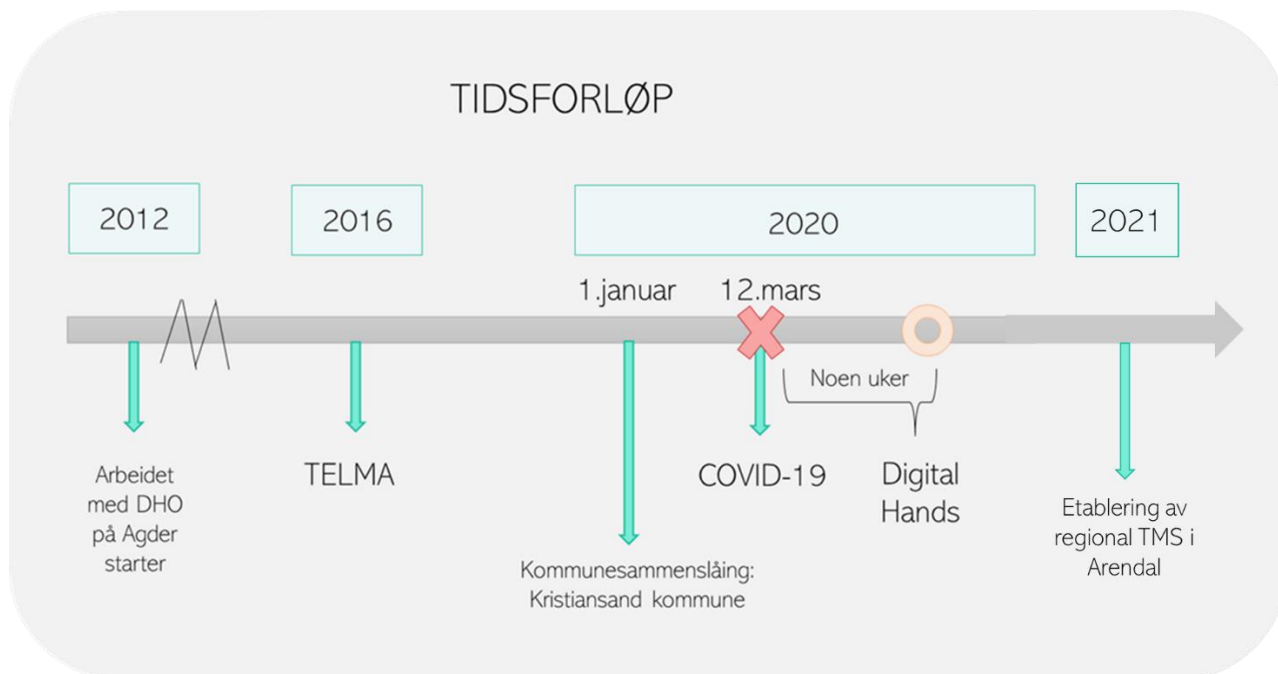 TIDSFORLØP
2012
2016
2020
2021
1.januar
12.mars
Noen uker
Arbeidet
med DHO
på Agder
starter
TELMA
Kommunesammenslåing:
Kristiansand kommune
COVID-19
Digital
Hands
Etablering av
regional TMS i
Arendal